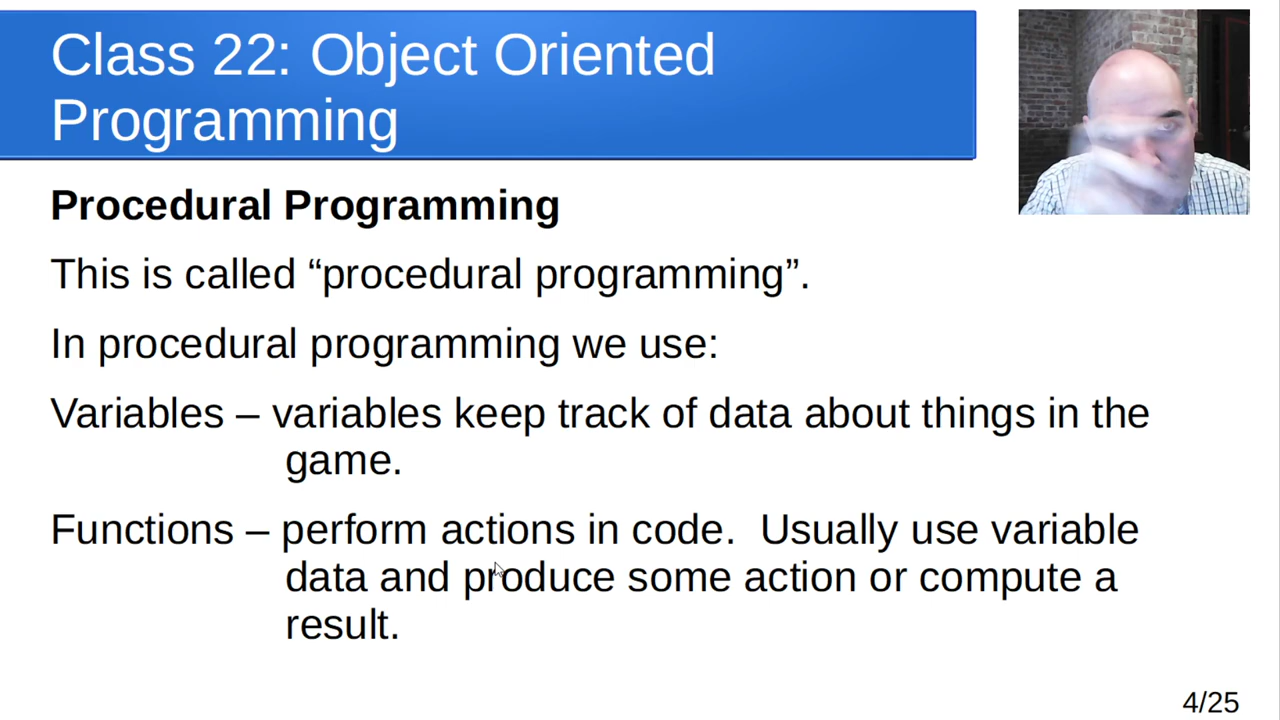 Class 22: Object Oriented
Programming
Procedural Programming
This is called “procedural programming”.
In procedural programming we use:
Variables – variables keep track of data about things in the
game.
Functions – perform actions in code.  Usually use variable
data and produce some action or compute a
result.
4/25